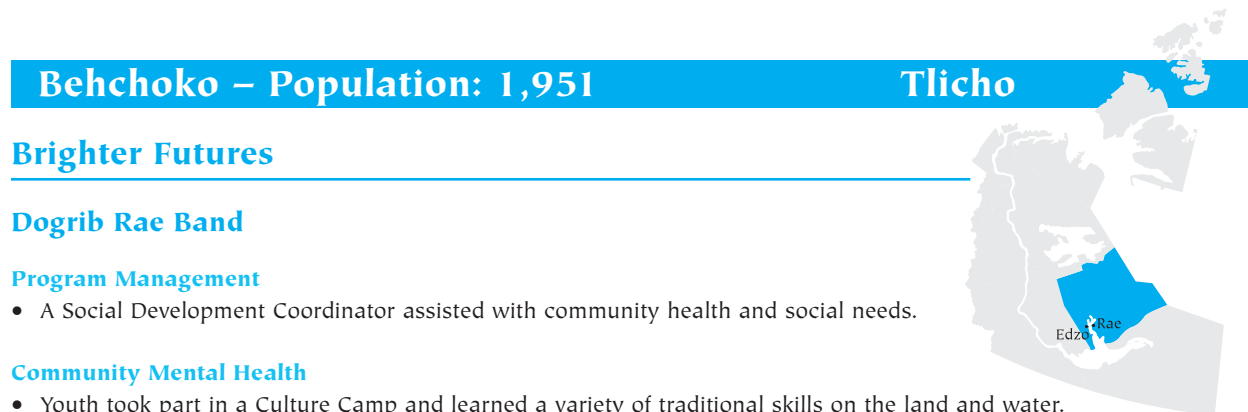 Behchoko – Population: 1,951 Tlicho
Brighter Futures
Dogrib Rae Band
Program Management
• A Social Development Coordinator assisted with community health and social needs.
Rae
Edzo
Community Mental Health
• Youth took part in a Culture Camp and learned a variety of traditional skills on the land and water.